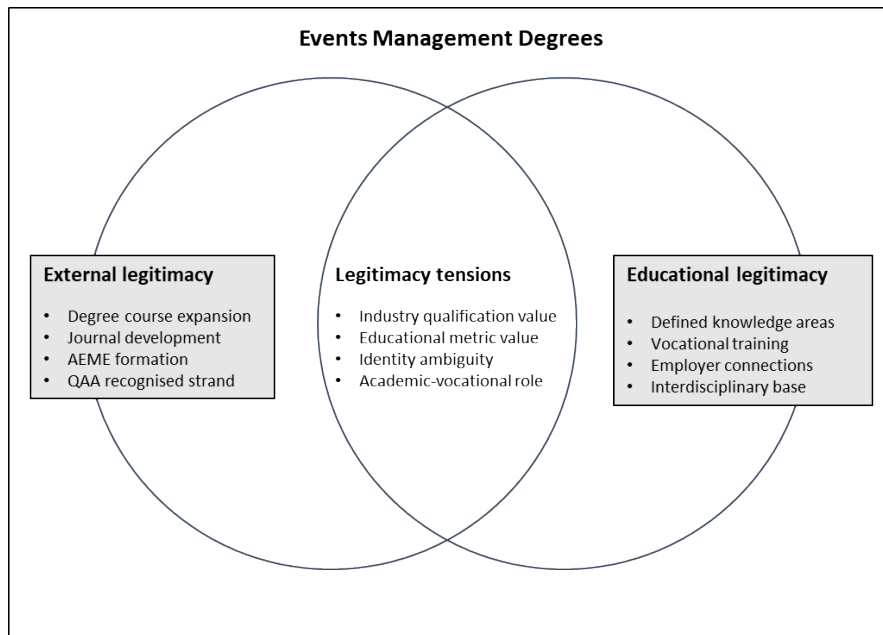 Events Management Degrees
External legitimacy
• Degree course expansion
• Journal development
• AEME formation
• QAA recognised strand
Legitimacy tensions
• Industry qualification value
• Educational metric value
• Identity ambiguity
• Academic-vocational role
Educational legitimacy
• Defined knowledge areas
• Vocational training
• Employer connections
• Interdisciplinary base